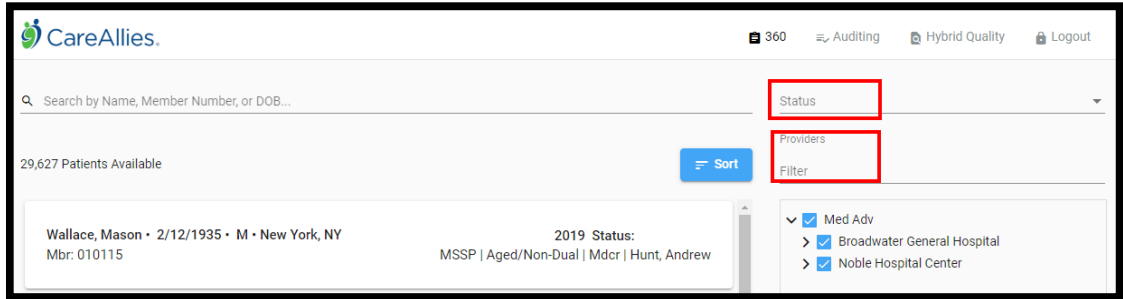 CareAllies.
360
Auditing
Hybrid Quality
Logout
Search by Name, Member Number, or DOB...
Status
29,627 Patients Available
Sort
Providers
Filter
Wallace, Mason • 2/12/1935 • M • New York, NY
Mbr: 010115
2019 Status:
MSSP | Aged/Non-Dual | Mdcr | Hunt, Andrew
Med Adv
Broadwater General Hospital
Noble Hospital Center